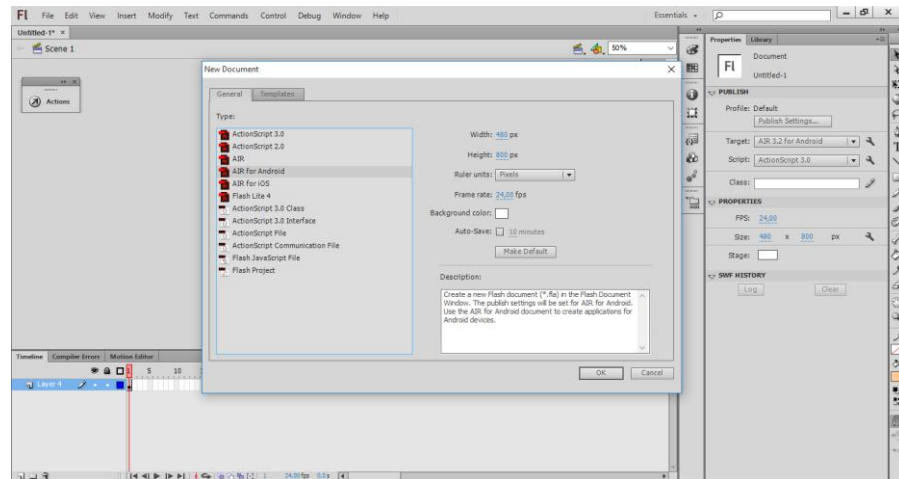 Fl File Edit View Insert Modify Text Commands Control Debug Window Help Essentials
Untitled-1* ×
Scene 1 50%
Actions
New Document
General Templates
Type:
ActionScript 3.0
ActionScript 2.0
AIR
AIR for Android
AIR for iOS
Flash Lite 4
ActionScript 3.0 Class
ActionScript 3.0 Interface
ActionScript File
ActionScript Communication File
Flash JavaScript File
Flash Project
Width: 480 px
Height: 800 px
Ruler units: Pixels
Frame rate: 24,00 fps
Background color:
Auto-Save: 10 minutes
Make Default
Description:
Create a new Flash document (*.fla) in the Flash Document
Window. The publish settings will be set for AIR for Android.
Use the AIR for Android document to create applications for
Android devices.
OK Cancel
Properties Library
Fl
Document
Untitled-1
PUBLISH
Profile: Default
Publish Settings...
Target: AIR 3.2 for Android
Script: ActionScript 3.0
Class:
PROPERTIES
FPS: 24,00
Size: 480 x 800 px
Stage:
SWF HISTORY
Log Clear
Timeline Compiler Errors Motion Editor
1 5 10
Layer 4
1 24,00 fps 0,0 s